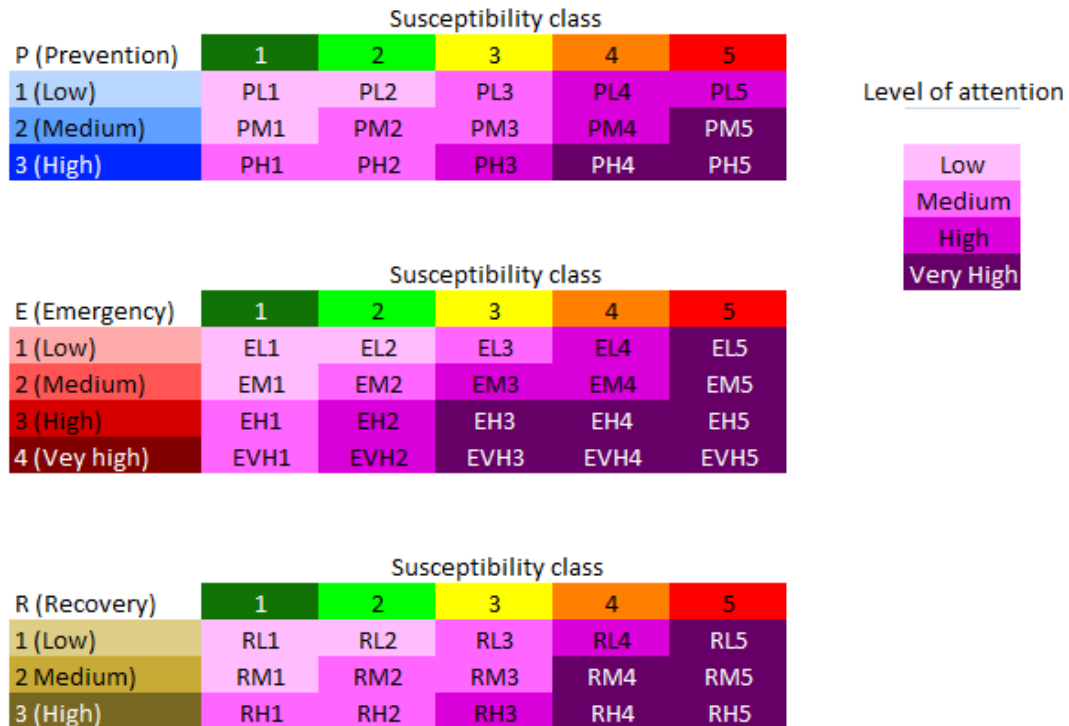 Susceptibility class
P (Prevention) 1 2 3 4 5
1 (Low) PL1 PL2 PL3 PL4 PL5
2 (Medium) PM1 PM2 PM3 PM4 PM5
3 (High) PH1 PH2 PH3 PH4 PH5
Level of attention
Low
Medium
High
Very High
Susceptibility class
E (Emergency) 1 2 3 4 5
1 (Low) EL1 EL2 EL3 EL4 EL5
2 (Medium) EM1 EM2 EM3 EM4 EM5
3 (High) EH1 EH2 EH3 EH4 EH5
4 (Vey high) EVH1 EVH2 EVH3 EVH4 EVH5
Susceptibility class
R (Recovery) 1 2 3 4 5
1 (Low) RL1 RL2 RL3 RL4 RL5
2 Medium) RM1 RM2 RM3 RM4 RM5
3 (High) RH1 RH2 RH3 RH4 RH5